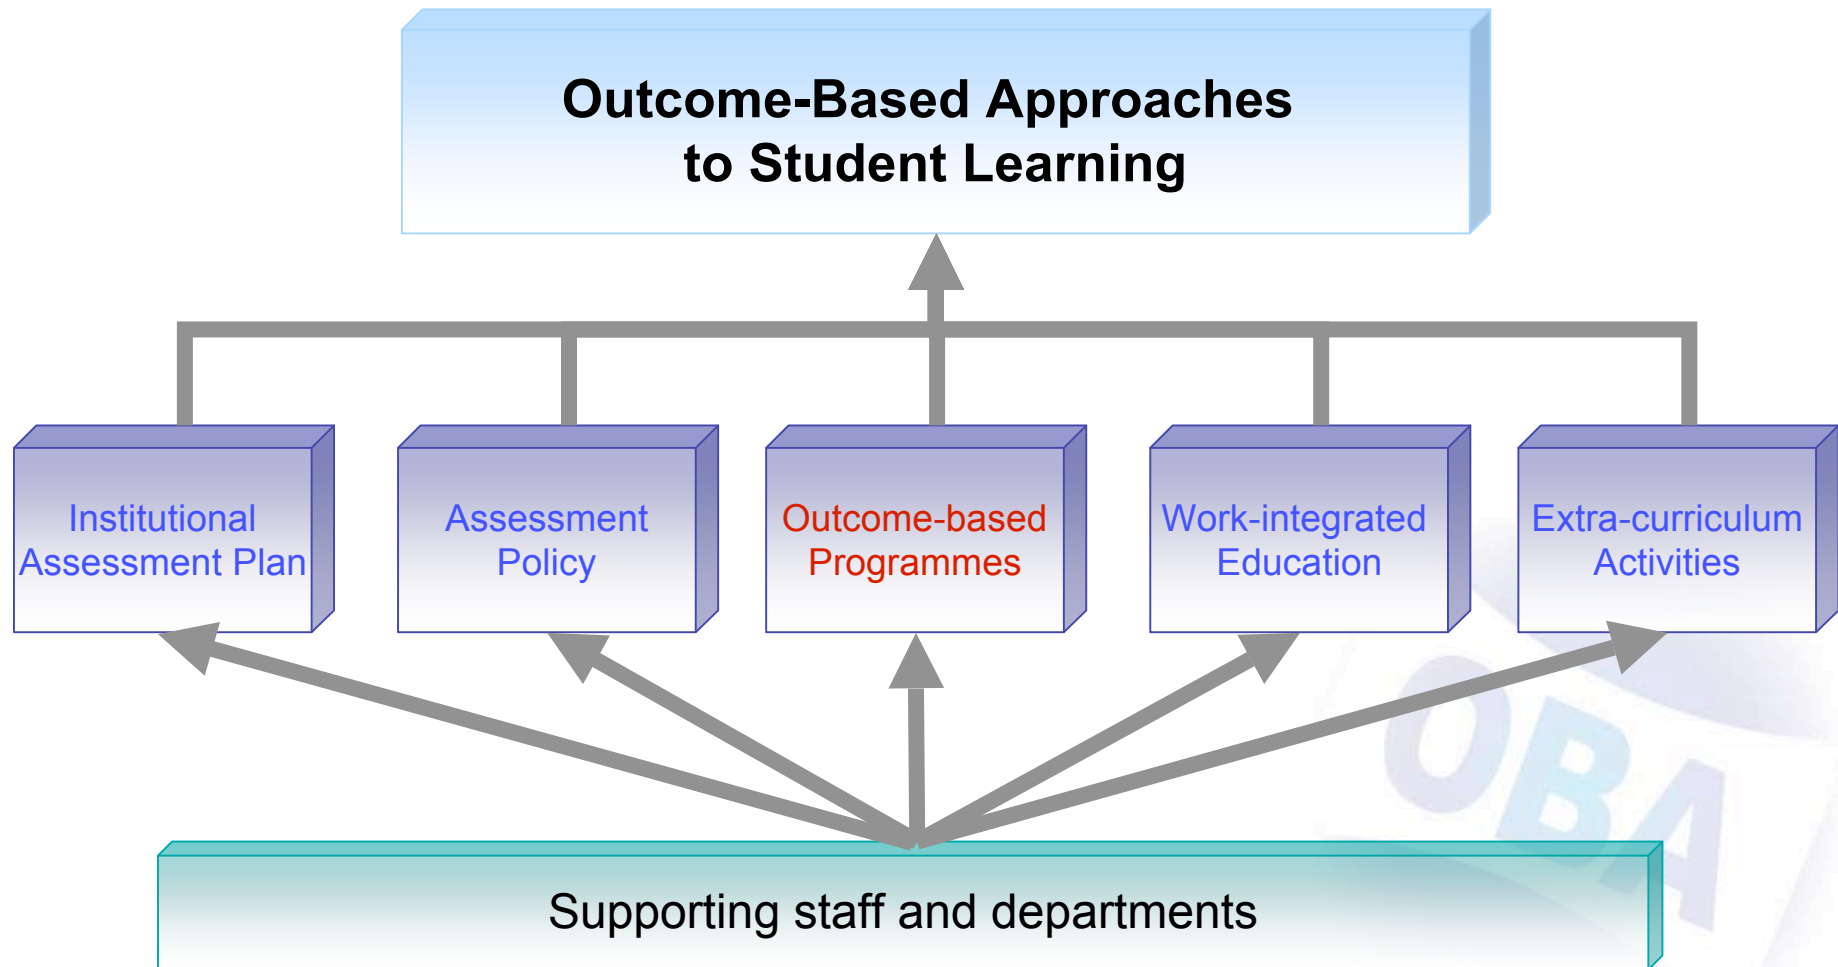 Outcome-Based Approaches
to Student Learning
Institutional
Assessment Plan
Assessment
Policy
Outcome-based
Programmes
Work-integrated
Education
Extra-curriculum
Activities
OBA
Supporting staff and departments